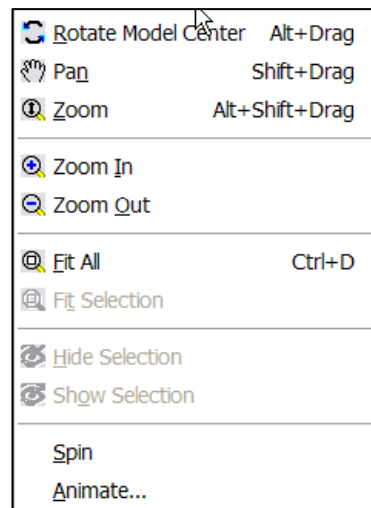 Rotate Model Center Alt+Drag
Pan Shift+Drag
Zoom Alt+Shift+Drag
Zoom In
Zoom Out
Fit All Ctrl+D
Fit Selection
Hide Selection
Show Selection
Spin
Animate...